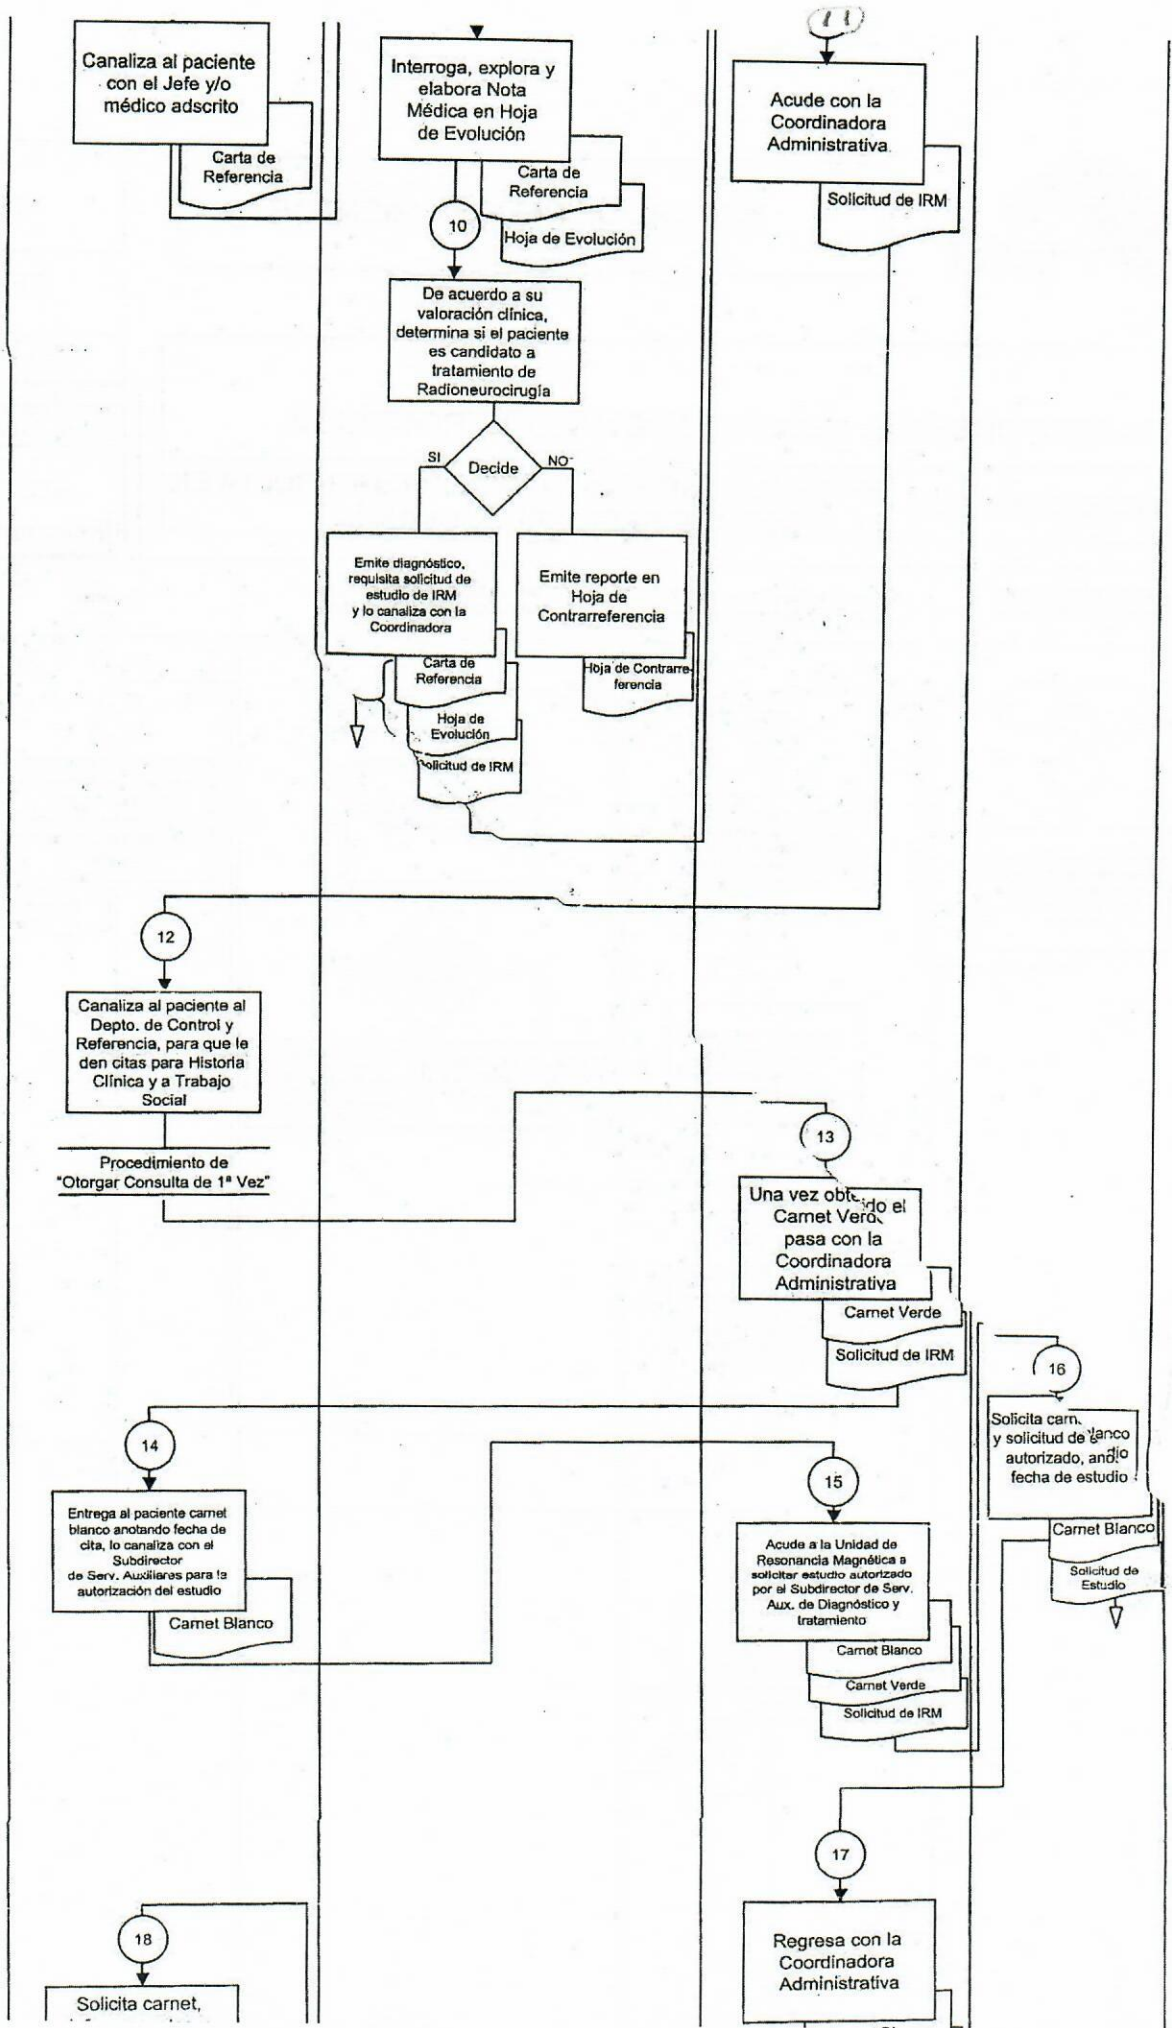 Canaliza al paciente
con el Jefe y/o
médico adscrito
Carta de
Referencia
Interroga, explora y
elabora Nota
Médica en Hoja
de Evolución
Carta de
Referencia
Hoja de Evolución
11
Acude con la
Coordinadora
Administrativa.
Solicitud de IRM
10
De acuerdo a su
valoración clínica,
determina si el paciente
es candidato a
tratamiento de
Radioneurocirugía
SI
Decide
NO
Emite diagnóstico,
requisita solicitud de
estudio de IRM
y lo canaliza con la
Coordinadora
Carta de
Referencia
Hoja de
Evolución
Solicitud de IRM
Emite reporte en
Hoja de
Contrarreferencia
Hoja de Contrarre-
ferencia
12
Canaliza al paciente al
Depto. de Control y
Referencia, para que le
den citas para Historia
Clínica y a Trabajo
Social
Procedimiento de
"Otorgar Consulta de 1ª Vez"
13
Una vez obtenido el
Carnet Verde
pasa con la
Coordinadora
Administrativa
Carnet Verde
Solicitud de IRM
14
Entrega al paciente carnet
blanco anotando fecha de
cita, lo canaliza con el
Subdirector
de Serv. Auxiliares para la
autorización del estudio
Carnet Blanco
15
Acude a la Unidad de
Resonancia Magnética a
solicitar estudio autorizado
por el Subdirector de Serv.
Aux. de Diagnóstico y
tratamiento
Carnet Blanco
Carnet Verde
Solicitud de IRM
16
Solicita
y solicitud de
autorizado,
fecha de estudio
Carnet Blanco
Solicitud de
Estudio
17
Regresa con la
Coordinadora
Administrativa
18
Solicita carnet,